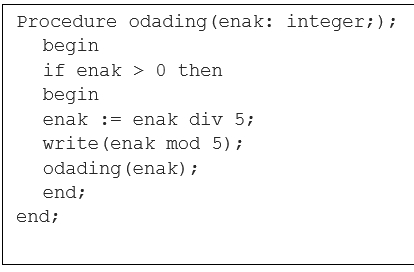 Procedure odading(enak: integer;);
begin
if enak > 0 then
begin
enak := enak div 5;
write(enak mod 5);
odading(enak);
end;
end;